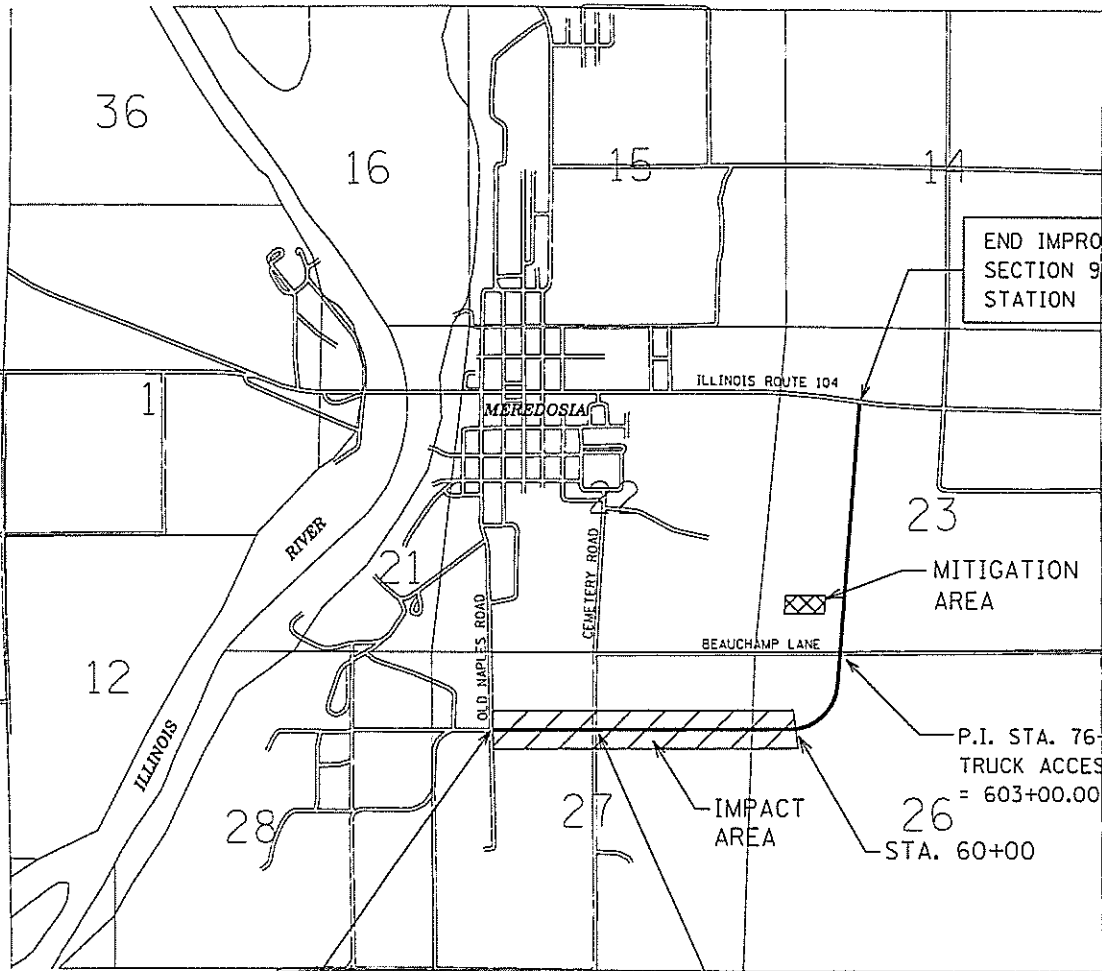 36
16
15
14
END IMPRO
SECTION 9
STATION
ILLINOIS ROUTE 104
1
MEREDOSIA
22
23
RIVER
21
MITIGATION
AREA
OLD NAPLES ROAD
CEMETERY ROAD
BEAUCHAMP LANE
12
ILLINOIS
P.I. STA. 76+
TRUCK ACCES
= 603+00.00
28
27
IMPACT
AREA
26
STA. 60+00